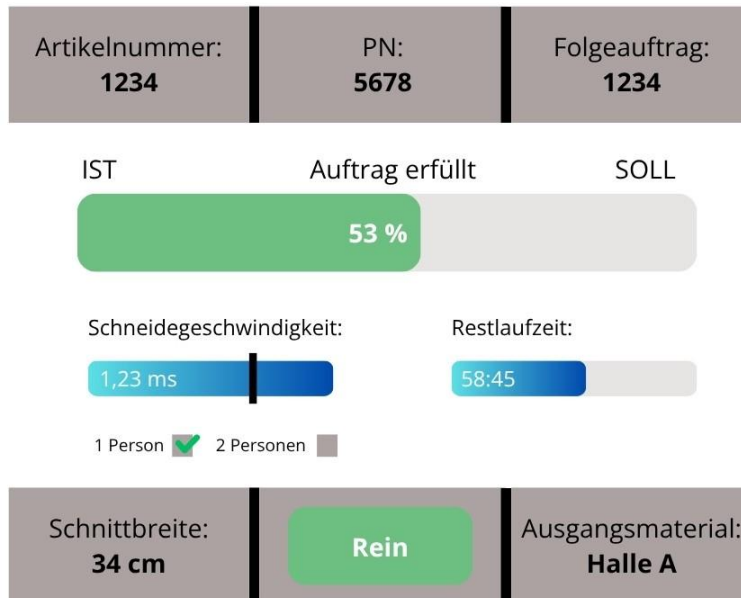 Artikelnummer:
1234
PN:
5678
Folgeauftrag:
1234
IST
Auftrag erfüllt
SOLL
53 %
Schneidegeschwindigkeit:
1,23 ms
Restlaufzeit:
58:45
1 Person
2 Personen
Schnittbreite:
34 cm
Rein
Ausgangsmaterial:
Halle A